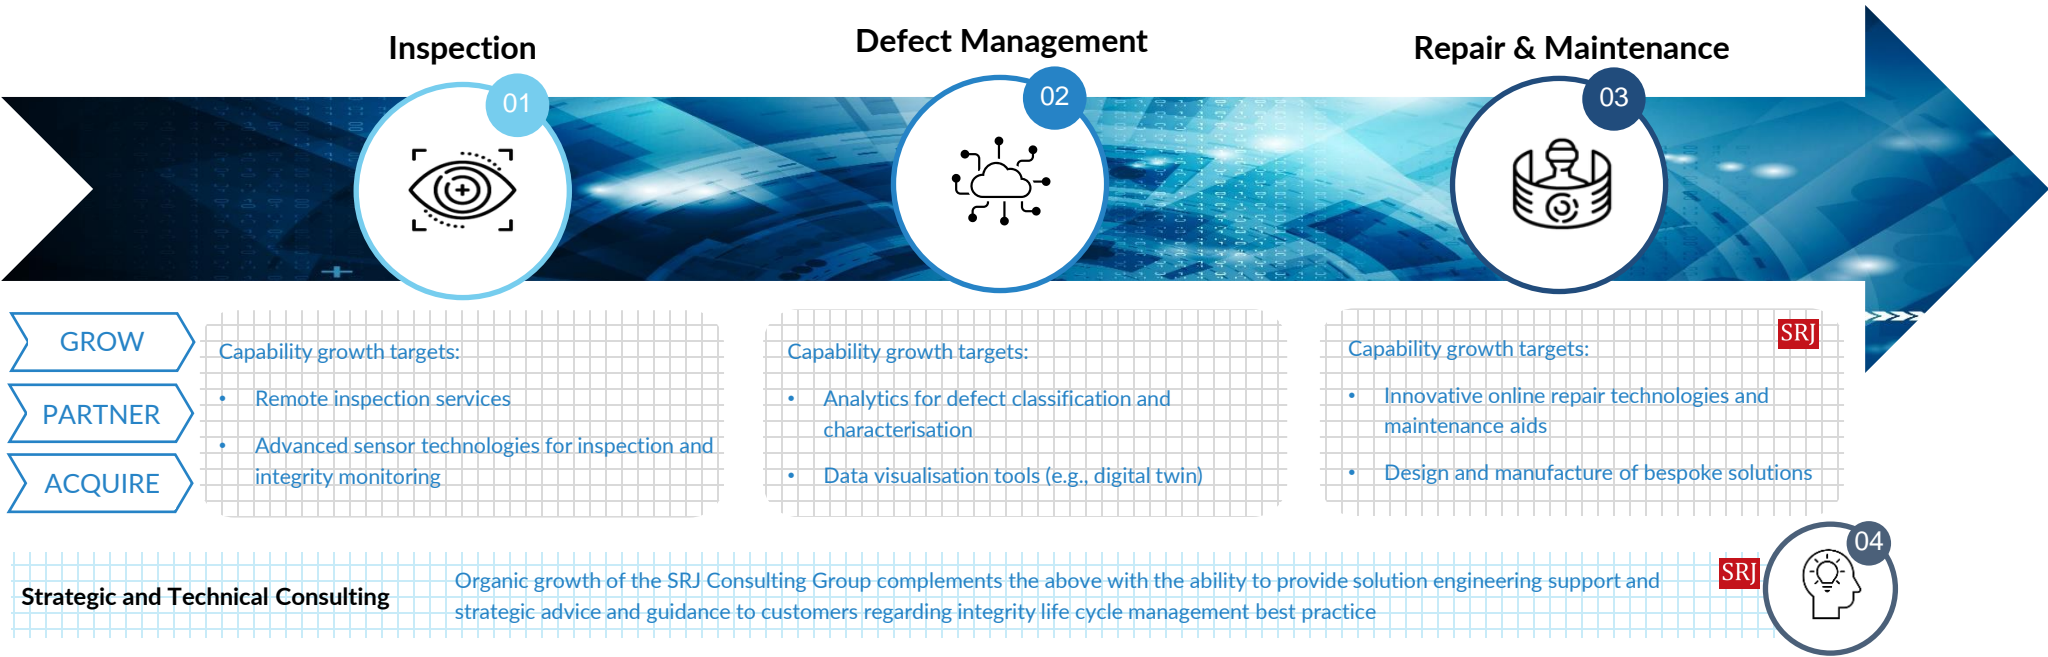 Inspection
Defect Management
Repair & Maintenance
01
02
03
GROW
PARTNER
ACQUIRE
Capability growth targets:
• Remote inspection services
• Advanced sensor technologies for inspection and
integrity monitoring
Capability growth targets:
• Analytics for defect classification and
characterisation
• Data visualisation tools (e.g., digital twin)
SRJ
Capability growth targets:
• Innovative online repair technologies and
maintenance aids
• Design and manufacture of bespoke solutions
Strategic and Technical Consulting
Organic growth of the SRJ Consulting Group complements the above with the ability to provide solution engineering support and
strategic advice and guidance to customers regarding integrity life cycle management best practice
SRJ
04